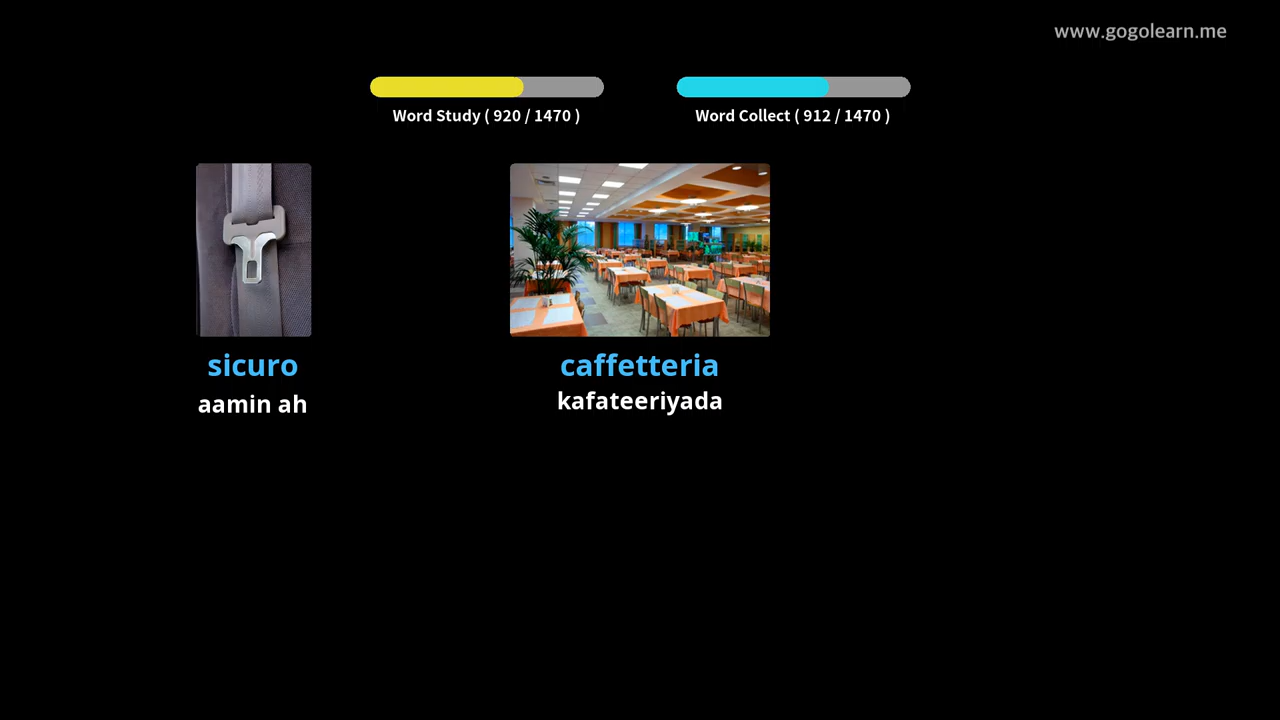 www.gogolearn.me
Word Study ( 920 / 1470 )
Word Collect ( 912 / 1470 )
sicuro
aamin ah
caffetteria
kafateeriyada